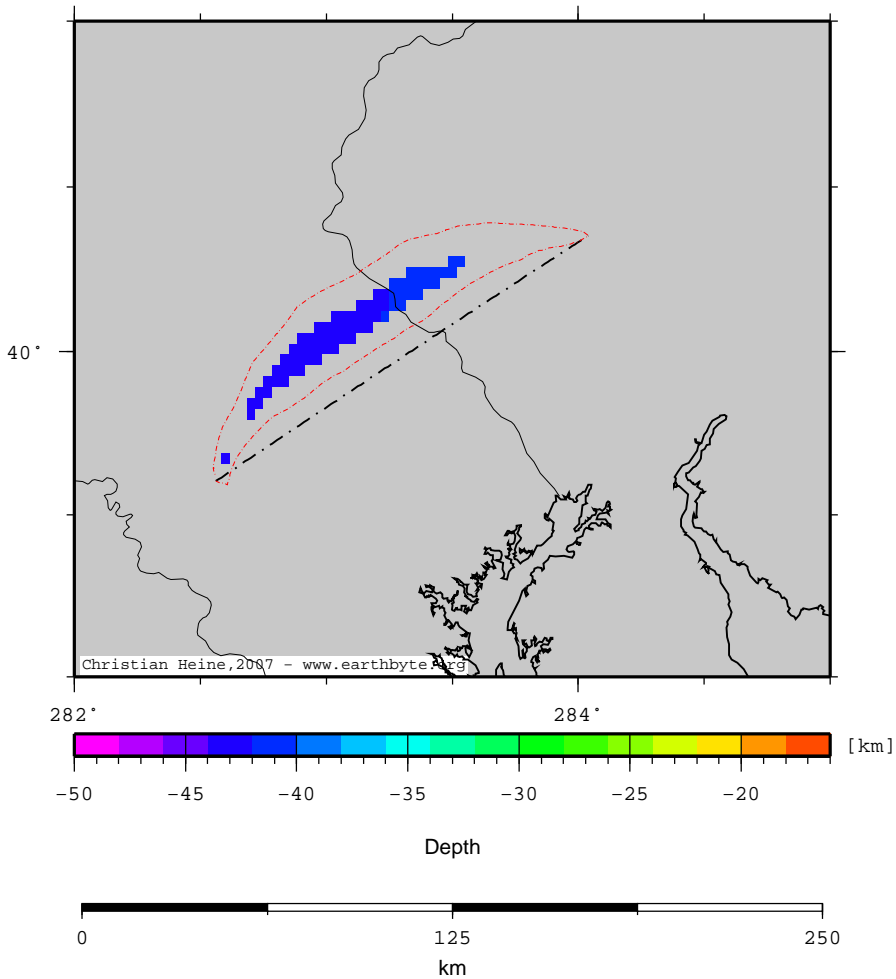 40°
Christian Heine,2007 - www.earthbyte.org
282° 284°
[km]
-50 -45 -40 -35 -30 -25 -20
Depth
0 125 250
km